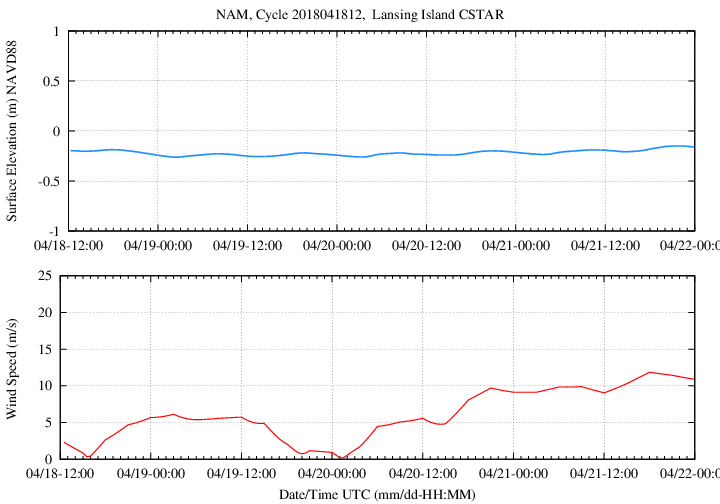 NAM, Cycle 2018041812,  Lansing Island CSTAR
Surface Elevation (m) NAVD88
1
0.5
0
-0.5
-1
04/18-12:00 04/19-00:00 04/19-12:00 04/20-00:00 04/20-12:00 04/21-00:00 04/21-12:00 04/22-00:0
Wind Speed (m/s)
25
20
15
10
5
0
04/18-12:00 04/19-00:00 04/19-12:00 04/20-00:00 04/20-12:00 04/21-00:00 04/21-12:00 04/22-00:0
Date/Time UTC (mm/dd-HH:MM)